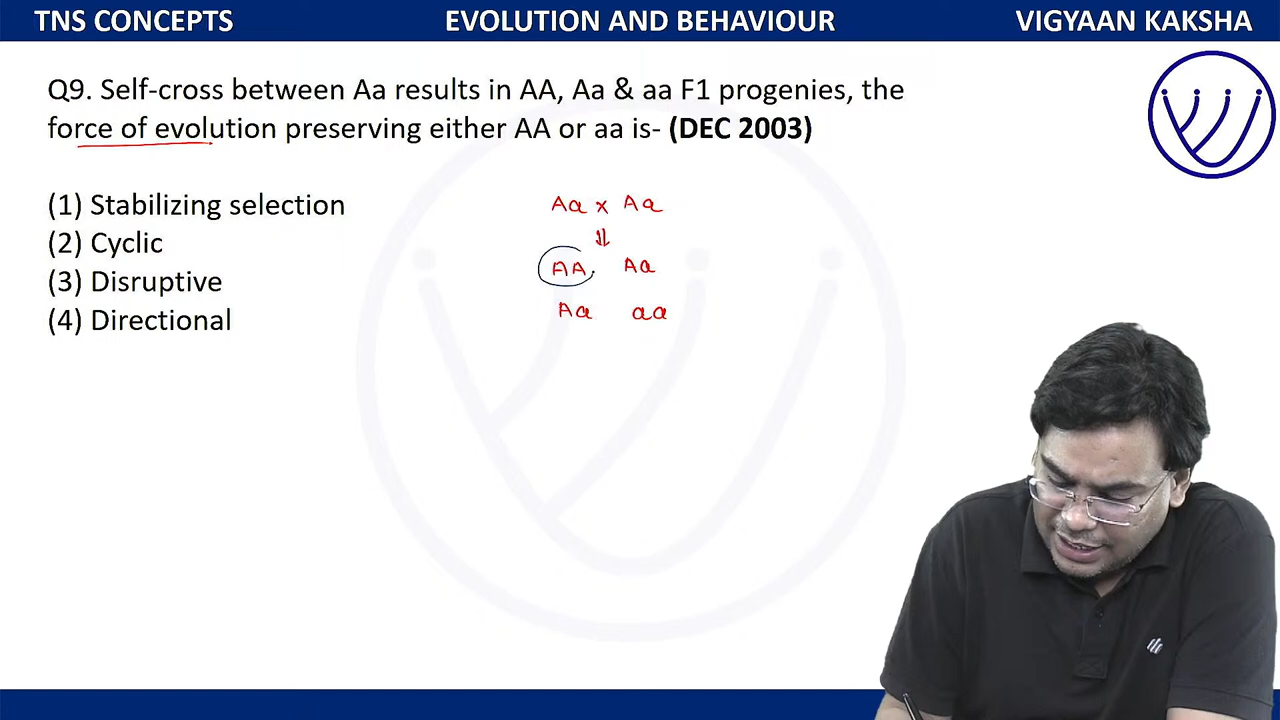 TNS CONCEPTS EVOLUTION AND BEHAVIOUR VIGYAAN KAKSHA
Q9. Self-cross between Aa results in AA, Aa & aa F1 progenies, the
force of evolution preserving either AA or aa is- (DEC 2003)
(1) Stabilizing selection
(2) Cyclic
(3) Disruptive
(4) Directional
Aa x Aa
⇓
AA Aa
Aa aa